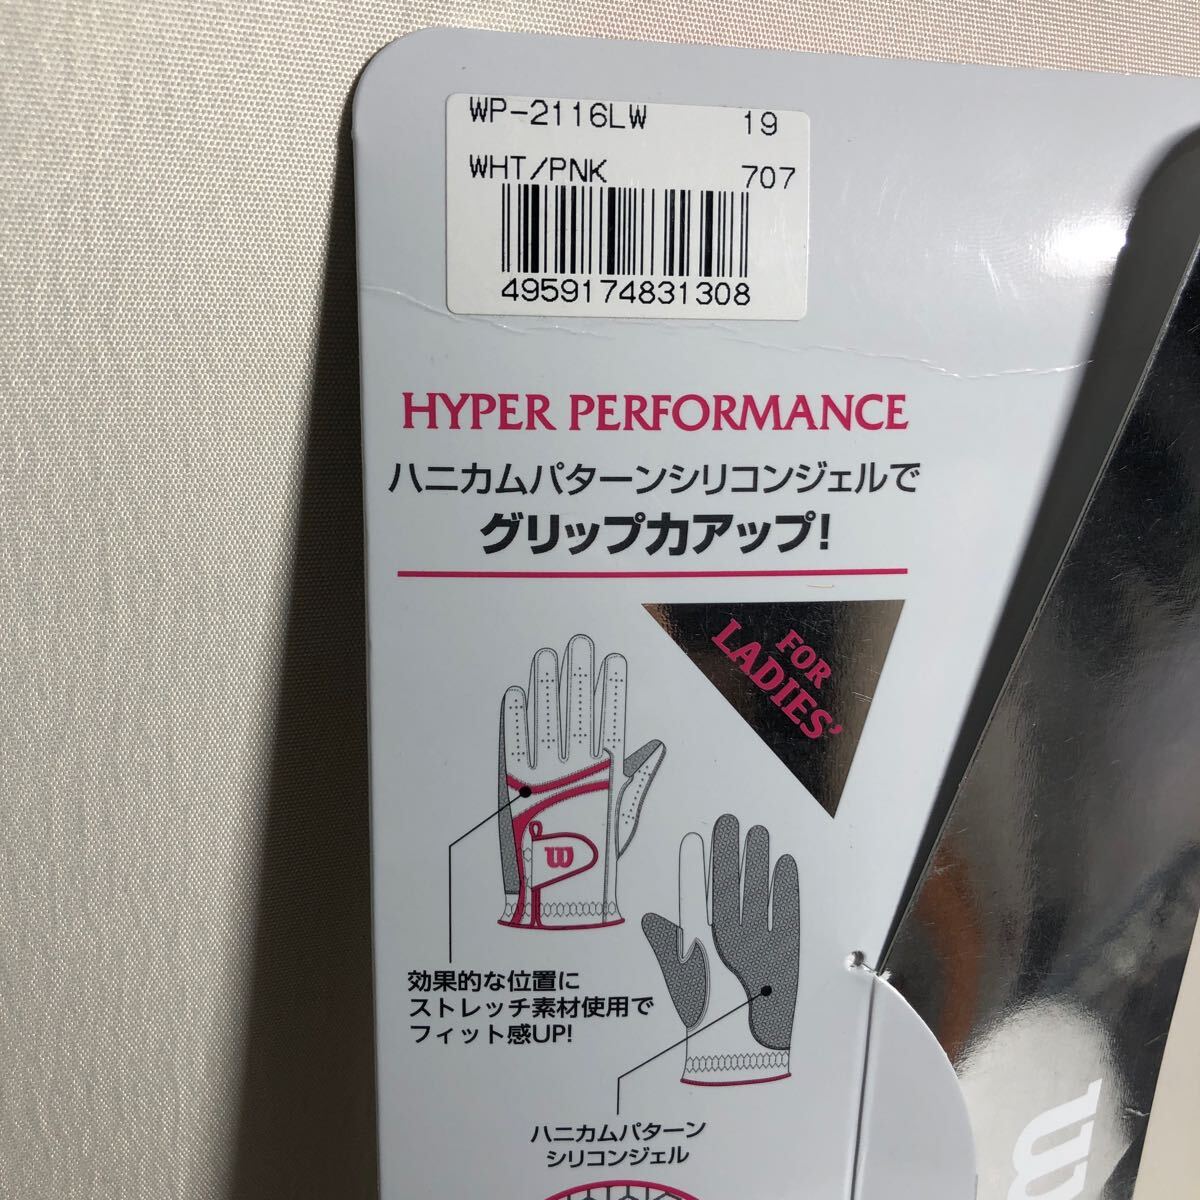 WP-2116LW 19
WHT/PNK 707
4959174831308
HYPER PERFORMANCE
ハニカムパターンシリコンジェルで
グリップ力アップ!
FOR
LADIES'
W
効果的な位置に
ストレッチ素材使用で
フィット感UP!
ハニカムパターン
シリコンジェル